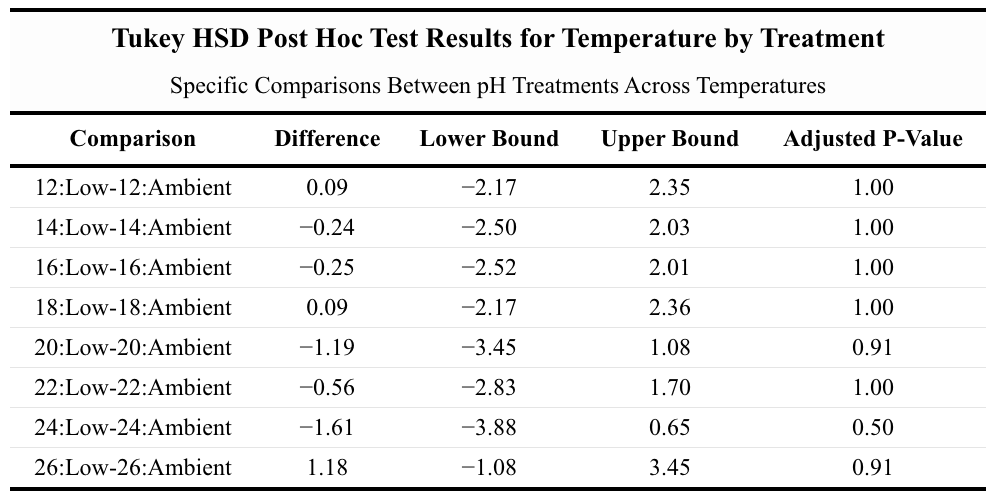 Tukey HSD Post Hoc Test Results for Temperature by Treatment
Specific Comparisons Between pH Treatments Across Temperatures
Comparison Difference Lower Bound Upper Bound Adjusted P-Value
12:Low-12:Ambient 0.09 −2.17 2.35 1.00
14:Low-14:Ambient −0.24 −2.50 2.03 1.00
16:Low-16:Ambient −0.25 −2.52 2.01 1.00
18:Low-18:Ambient 0.09 −2.17 2.36 1.00
20:Low-20:Ambient −1.19 −3.45 1.08 0.91
22:Low-22:Ambient −0.56 −2.83 1.70 1.00
24:Low-24:Ambient −1.61 −3.88 0.65 0.50
26:Low-26:Ambient 1.18 −1.08 3.45 0.91